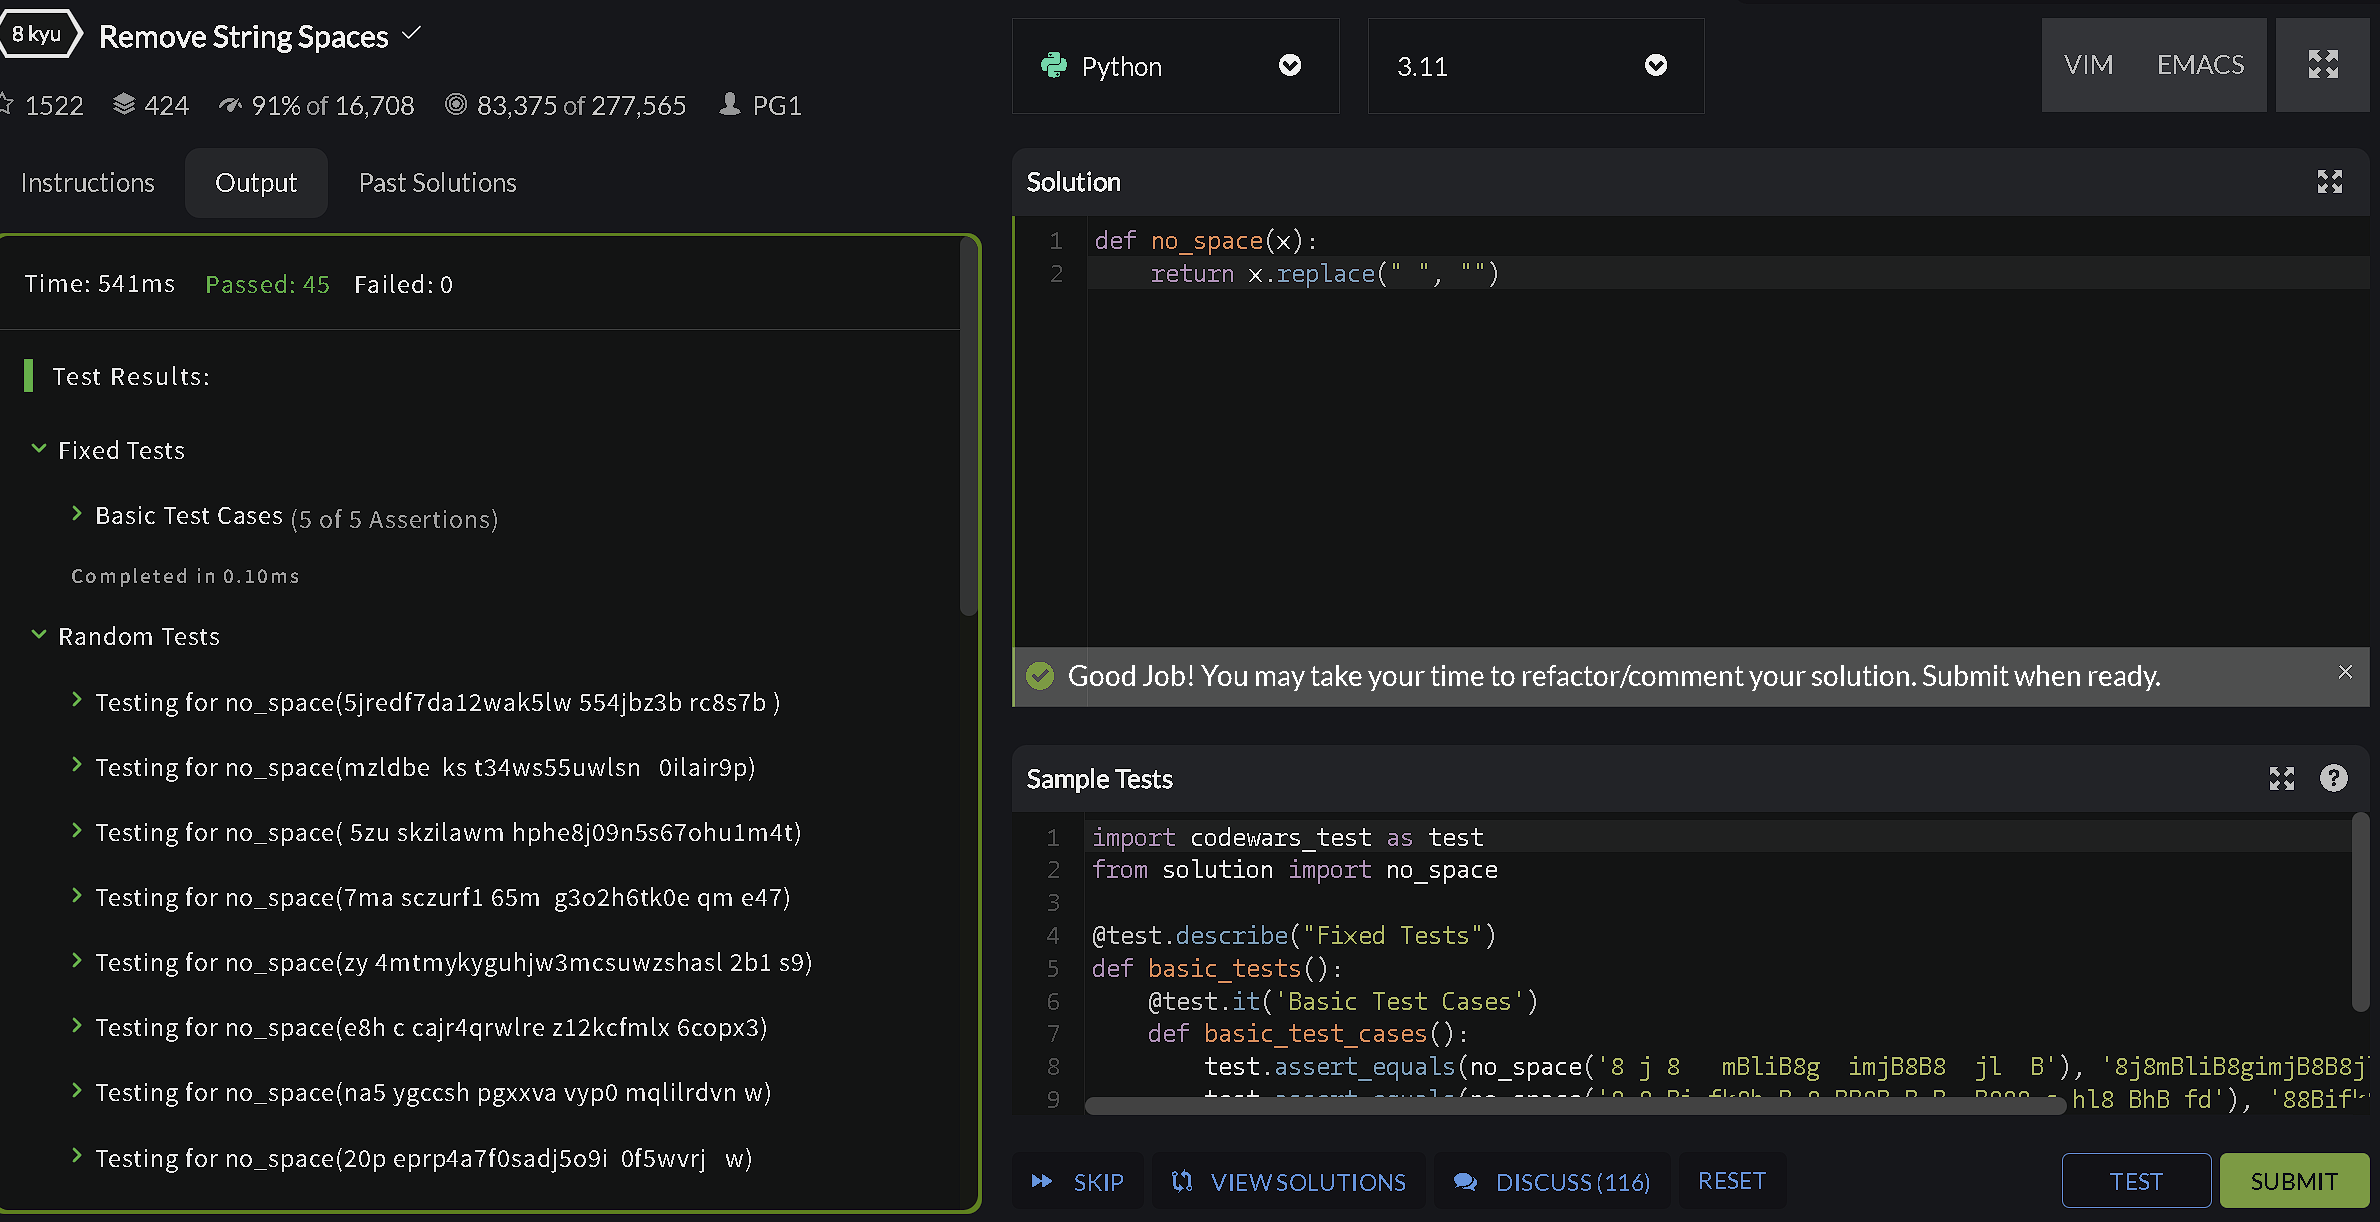 8 kyu
Remove String Spaces
1522 424 91% of 16,708 83,375 of 277,565 PG1
Instructions Output Past Solutions
Time: 541ms Passed: 45 Failed: 0
Test Results:
Fixed Tests
Basic Test Cases (5 of 5 Assertions)
Completed in 0.10ms
Random Tests
Testing for no_space(5jredf7da12wak5lw 554jbz3b rc8s7b )
Testing for no_space(mzldbe  ks t34ws55uwlsn   0ilair9p)
Testing for no_space( 5zu skzilawm hphe8j09n5s67ohu1m4t)
Testing for no_space(7ma sczurf1 65m  g3o2h6tk0e qm e47)
Testing for no_space(zy 4mtmykyguhjw3mcsuwzshasl 2b1 s9)
Testing for no_space(e8h c cajr4qrwlre z12kcfmlx 6copx3)
Testing for no_space(na5 ygccsh pgxxva vyp0 mqlilrdvn w)
Testing for no_space(20p eprp4a7f0sadj5o9i  0f5wvrj   w)
Python 3.11 VIM EMACS
Solution
1 def no_space(x):
2     return x.replace(" ", "")
Good Job! You may take your time to refactor/comment your solution. Submit when ready.
Sample Tests
1 import codewars_test as test
2 from solution import no_space
3
4 @test.describe("Fixed Tests")
5 def basic_tests():
6     @test.it('Basic Test Cases')
7     def basic_test_cases():
8         test.assert_equals(no_space('8 j 8   mBliB8g  imjB8B8  jl  B'), '8j8mBliB8gimjB8B8j
9         test.assert_equals(no_space(' hl8 BhB fd'), '88Bif
SKIP VIEW SOLUTIONS DISCUSS (116) RESET TEST SUBMIT